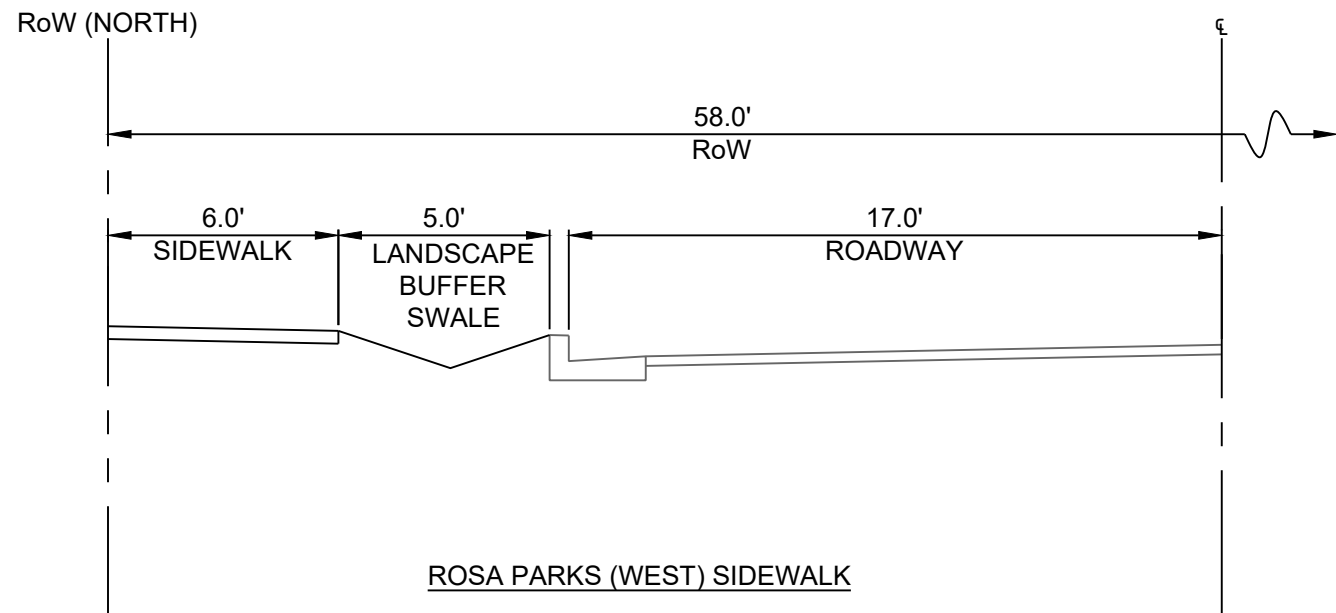 RoW (NORTH)
℄
58.0'
RoW
6.0'
SIDEWALK
5.0'
LANDSCAPE
BUFFER
SWALE
17.0'
ROADWAY
ROSA PARKS (WEST) SIDEWALK